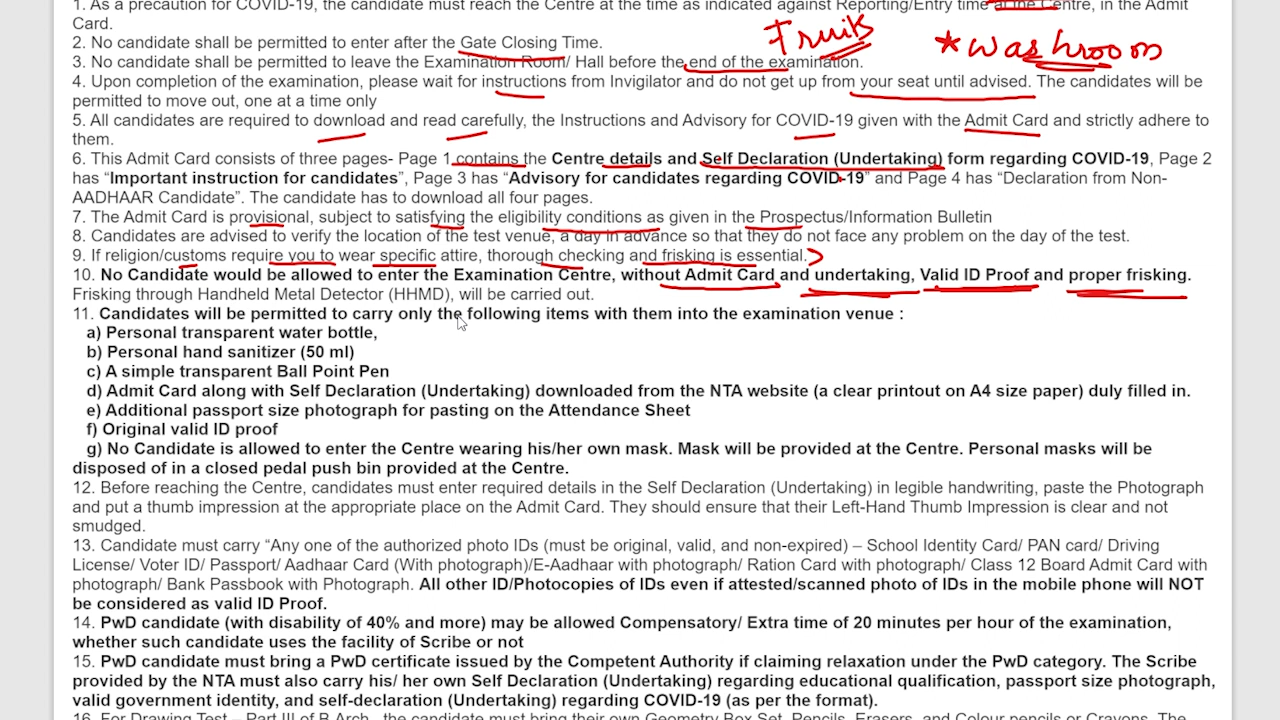 1. As a precaution for COVID-19, the candidate must reach the Centre at the time as indicated against Reporting/Entry time at the Centre, in the Admit
Card.
Fruits
* washroom
2. No candidate shall be permitted to enter after the Gate Closing Time.
3. No candidate shall be permitted to leave the Examination Room/ Hall before the end of the examination.
4. Upon completion of the examination, please wait for instructions from Invigilator and do not get up from your seat until advised. The candidates will be
permitted to move out, one at a time only
5. All candidates are required to download and read carefully, the Instructions and Advisory for COVID-19 given with the Admit Card and strictly adhere to
them.
6. This Admit Card consists of three pages- Page 1 contains the Centre details and Self Declaration (Undertaking) form regarding COVID-19, Page 2
has “Important instruction for candidates”, Page 3 has “Advisory for candidates regarding COVID-19” and Page 4 has “Declaration from Non-
AADHAAR Candidate”. The candidate has to download all four pages.
7. The Admit Card is provisional, subject to satisfying the eligibility conditions as given in the Prospectus/Information Bulletin
8. Candidates are advised to verify the location of the test venue, a day in advance so that they do not face any problem on the day of the test.
9. If religion/customs require you to wear specific attire, thorough checking and frisking is essential.
10. No Candidate would be allowed to enter the Examination Centre, without Admit Card and undertaking, Valid ID Proof and proper frisking.
Frisking through Handheld Metal Detector (HHMD), will be carried out.
11. Candidates will be permitted to carry only the following items with them into the examination venue :
a) Personal transparent water bottle,
b) Personal hand sanitizer (50 ml)
c) A simple transparent Ball Point Pen
d) Admit Card along with Self Declaration (Undertaking) downloaded from the NTA website (a clear printout on A4 size paper) duly filled in.
e) Additional passport size photograph for pasting on the Attendance Sheet
f) Original valid ID proof
g) No Candidate is allowed to enter the Centre wearing his/her own mask. Mask will be provided at the Centre. Personal masks will be
disposed of in a closed pedal push bin provided at the Centre.
12. Before reaching the Centre, candidates must enter required details in the Self Declaration (Undertaking) in legible handwriting, paste the Photograph
and put a thumb impression at the appropriate place on the Admit Card. They should ensure that their Left-Hand Thumb Impression is clear and not
smudged.
13. Candidate must carry “Any one of the authorized photo IDs (must be original, valid, and non-expired) – School Identity Card/ PAN card/ Driving
License/ Voter ID/ Passport/ Aadhaar Card (With photograph)/E-Aadhaar with photograph/ Ration Card with photograph/ Class 12 Board Admit Card with
photograph/ Bank Passbook with Photograph. All other ID/Photocopies of IDs even if attested/scanned photo of IDs in the mobile phone will NOT
be considered as valid ID Proof.
14. PwD candidate (with disability of 40% and more) may be allowed Compensatory/ Extra time of 20 minutes per hour of the examination,
whether such candidate uses the facility of Scribe or not
15. PwD candidate must bring a PwD certificate issued by the Competent Authority if claiming relaxation under the PwD category. The Scribe
provided by the NTA must also carry his/ her own Self Declaration (Undertaking) regarding educational qualification, passport size photograph,
valid government identity, and self-declaration (Undertaking) regarding COVID-19 (as per the format).
16. For Drawing Test – Part III of B.Arch., the candidate must bring their own Geometry Box Set, Pencils, Erasers, and Colour pencils or Crayons. The